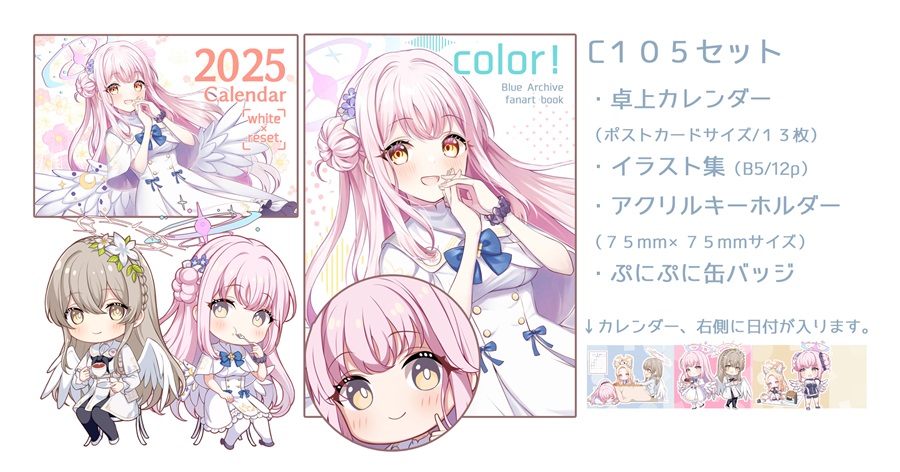 2025
Calendar
white
×
reset.
color!
Blue Archive
fanart book
C105セット
・卓上カレンダー
(ポストカードサイズ/13枚)
・イラスト集 (B5/12p)
・アクリルキーホルダー
(75mm×75mmサイズ)
・ぷにぷに缶バッジ
↓カレンダー、右側に日付が入ります。